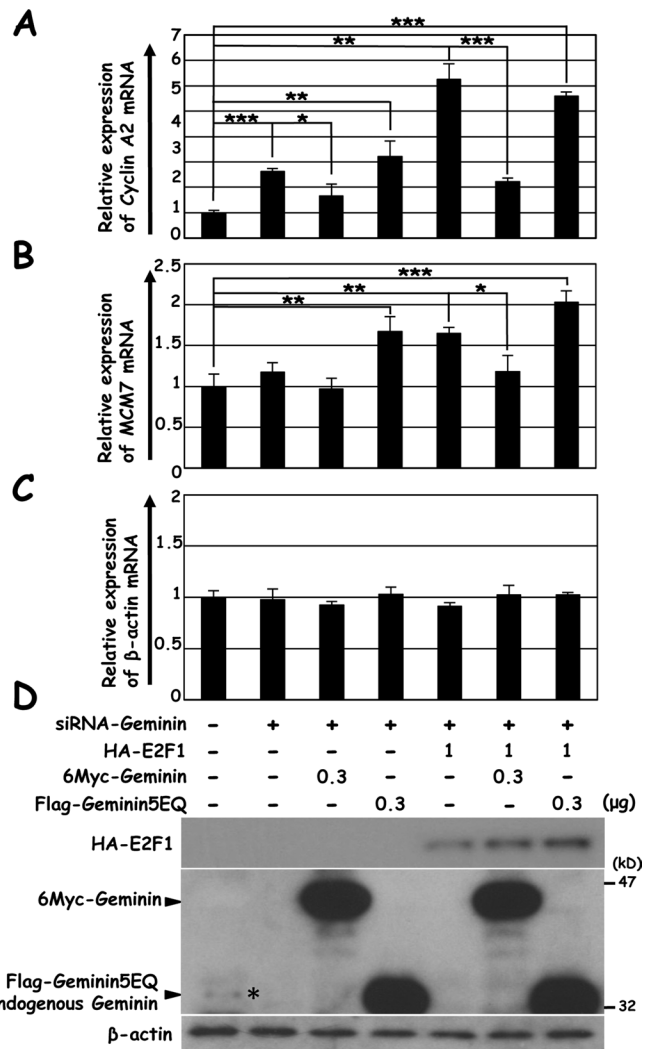 A
Relative expression
of Cyclin A2 mRNA
7
6
5
4
3
2
1
0
***
** ***
**
*** *
B
Relative expression
of MCM7 mRNA
2.5
2
1.5
1
0.5
0
***
** *
**
C
Relative expression
of β-actin mRNA
2
1.5
1
0.5
0
D
siRNA-Geminin - + + + + + +
HA-E2F1 - - - - 1 1 1
6Myc-Geminin - - 0.3 - - 0.3 -
Flag-Geminin5EQ - - - 0.3 - - 0.3 (μg)
HA-E2F1
(kD)
47
6Myc-Geminin
Flag-Geminin5EQ
ndogenous Geminin *
32
β-actin